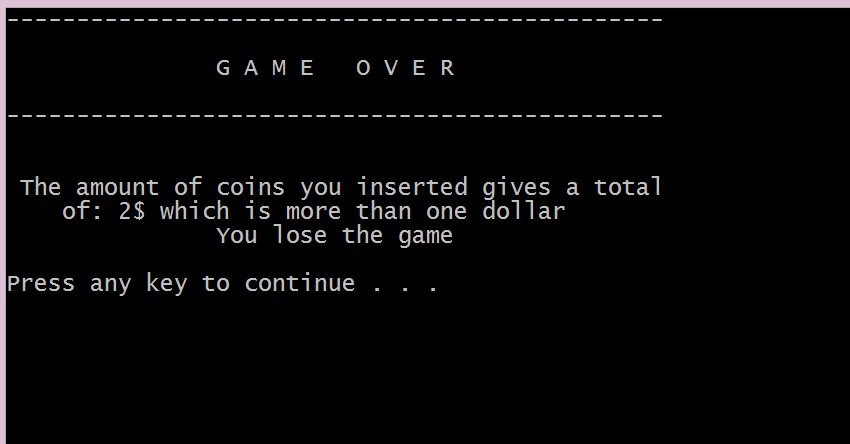 -----------------------------------------------
G A M E   O V E R
-----------------------------------------------
The amount of coins you inserted gives a total
of: 2$ which is more than one dollar
You lose the game
Press any key to continue . . .